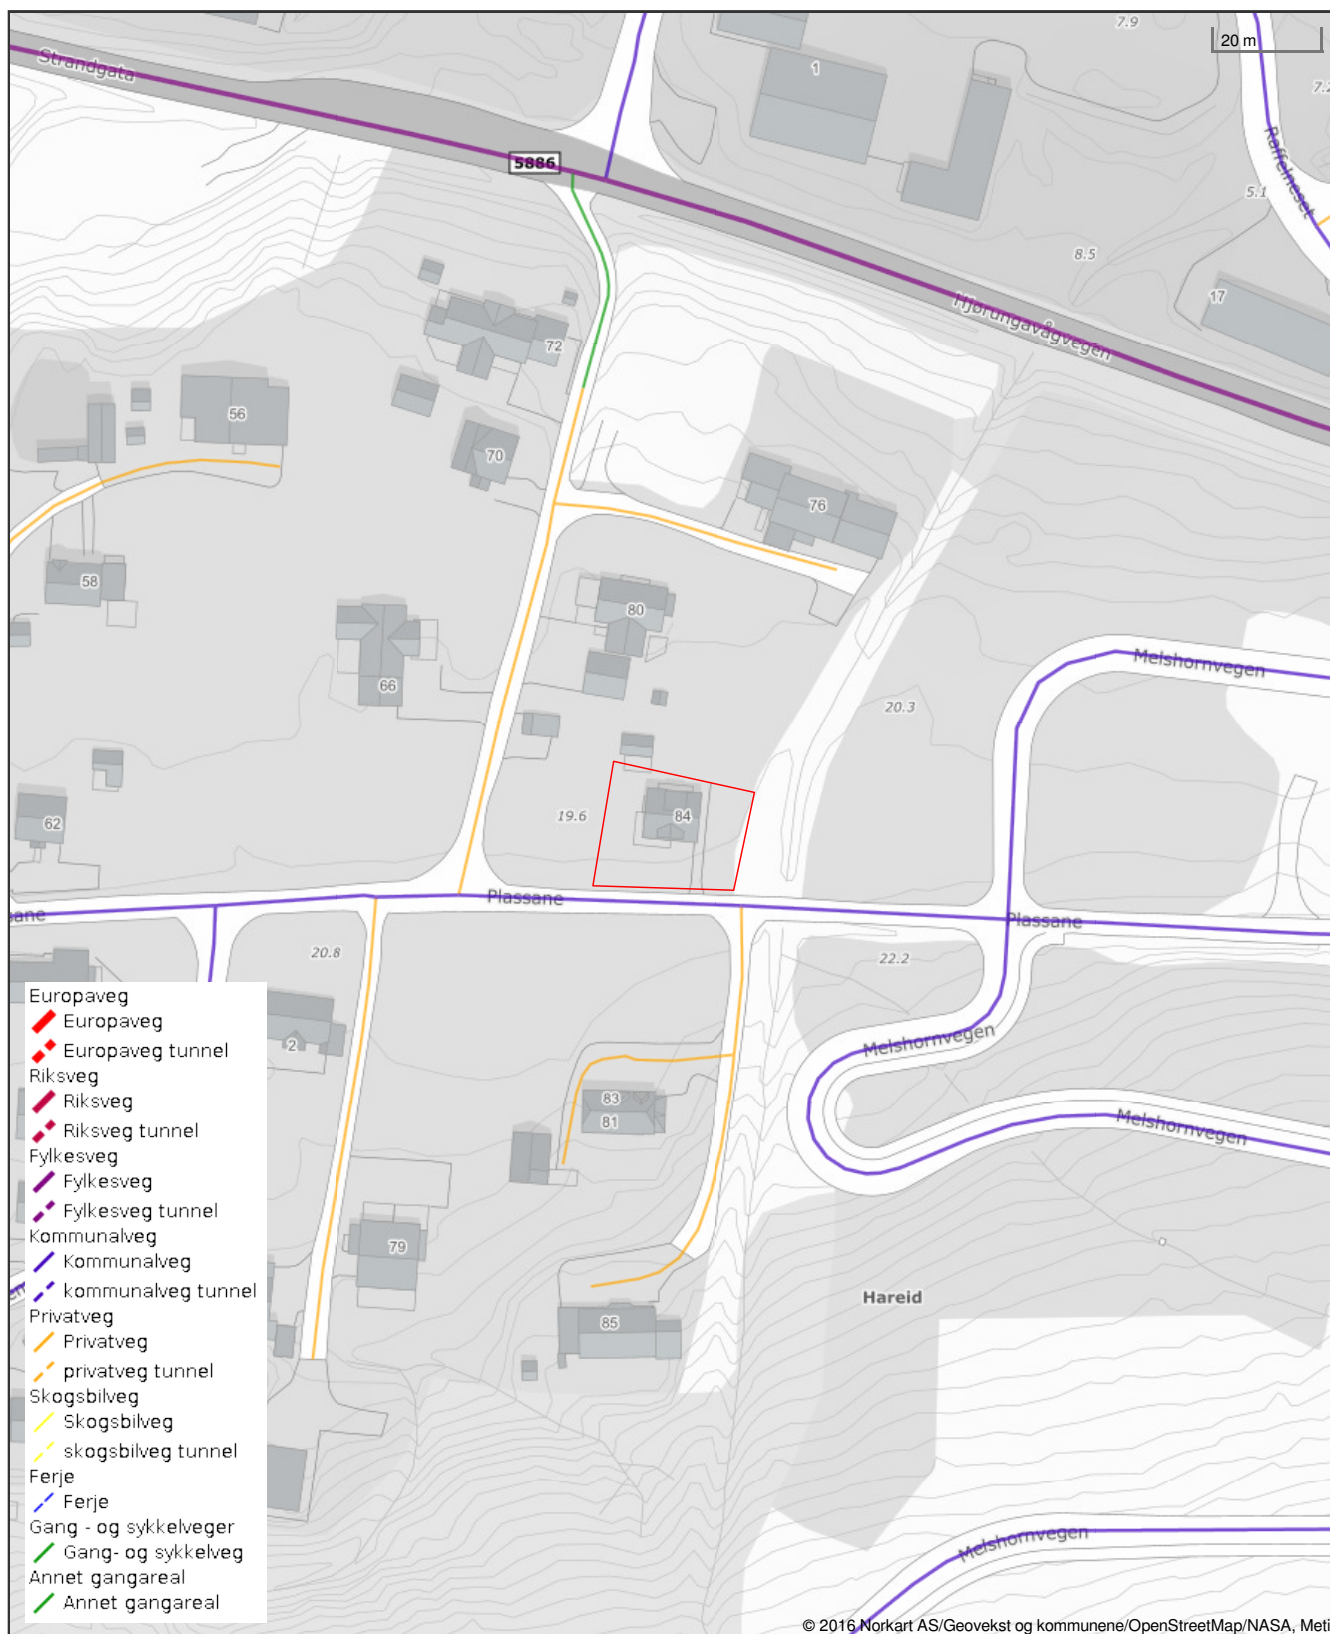 7.9
20 m
Strandgata
1
7.2
Raffelneset
5886
5.1
8.5
17
Hjørungavågvegen
72
56
70
76
58
80
Melshornvegen
66
20.3
84
19.6
62
Plassane
ane
Plassane
20.8
22.2
Melshornvegen
2
83
81
Melshornvegen
79
Hareid
85
Melshornvegen
Europaveg
Europaveg
Europaveg tunnel
Riksveg
Riksveg
Riksveg tunnel
Fylkesveg
Fylkesveg
Fylkesveg tunnel
Kommunalveg
Kommunalveg
kommunalveg tunnel
Privatveg
Privatveg
privatveg tunnel
Skogsbilveg
Skogsbilveg
skogsbilveg tunnel
Ferje
Ferje
Gang - og sykkelveger
Gang- og sykkelveg
Annet gangareal
Annet gangareal
© 2016 Norkart AS/Geovekst og kommunene/OpenStreetMap/NASA, Meti